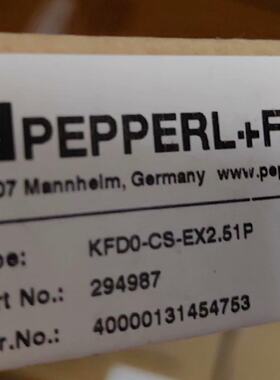 PEPPERL+F
07 Mannheim, Germany www.pep
pe: KFD0-CS-EX2.51P
rt No.: 294987
r.No.: 40000131454753